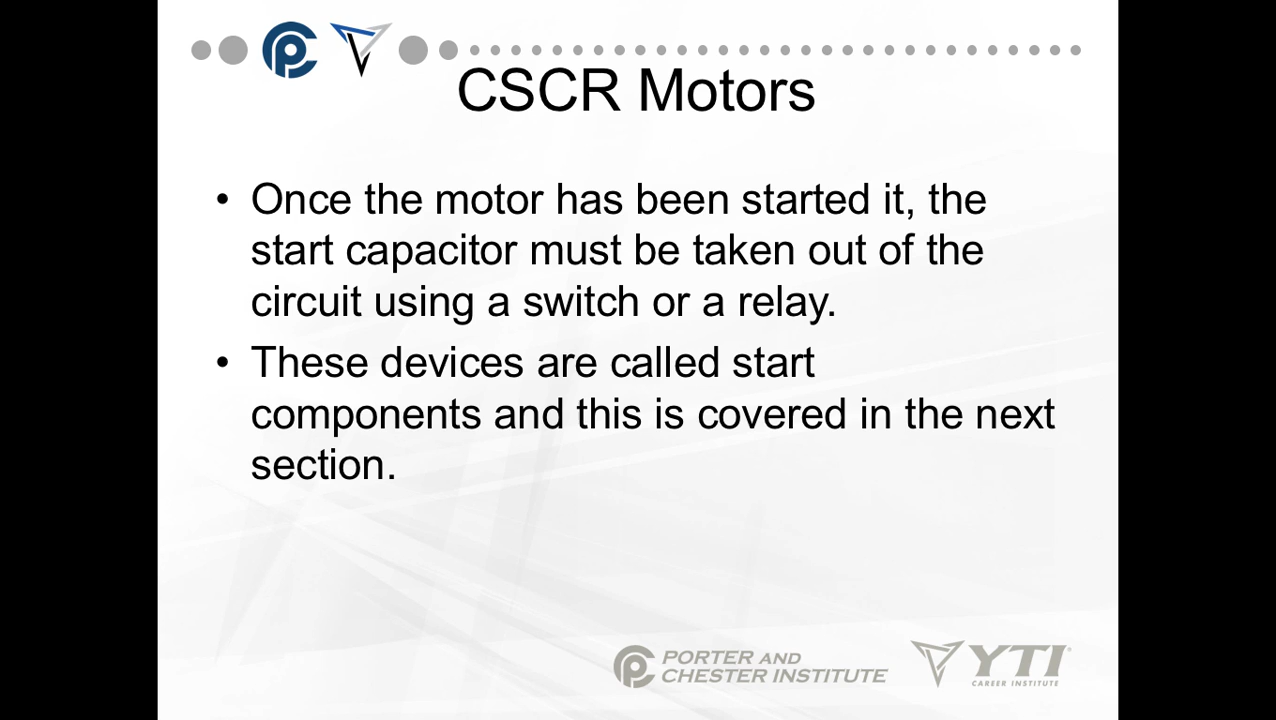 CSCR Motors
• Once the motor has been started it, the
start capacitor must be taken out of the
circuit using a switch or a relay.
• These devices are called start
components and this is covered in the next
section.
PORTER AND
CHESTER INSTITUTE
YTI
CAREER INSTITUTE